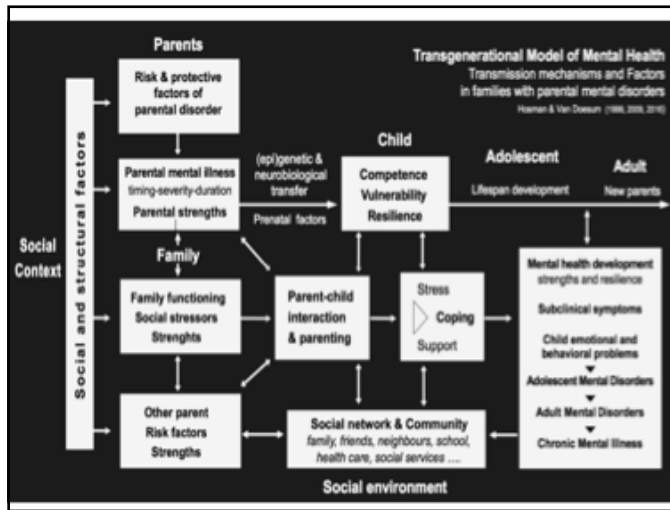 Parents
Transgenerational Model of Mental Health
Transmission mechanisms and Factors
in families with parental mental disorders
Hosman & Van Doesum (1999, 2009, 2016)
Social
Context
Social and structural factors
Risk & protective
factors of
parental disorder
Parental mental illness
timing-severity-duration
Parental strengths
(epi)genetic &
neurobiological
transfer
Prenatal factors
Child
Competence
Vulnerability
Resilience
Adolescent
Lifespan development
Adult
New parents
Family
Family functioning
Social stressors
Strenghts
Parent-child
interaction
& parenting
Stress
Coping
Support
Mental health development
strengths and resilience
Subclinical symptoms
Child emotional and
behavioral problems
Adolescent Mental Disorders
Adult Mental Disorders
Chronic Mental Illness
Other parent
Risk factors
Strengths
Social network & Community
family, friends, neighbours, school,
health care, social services ....
Social environment